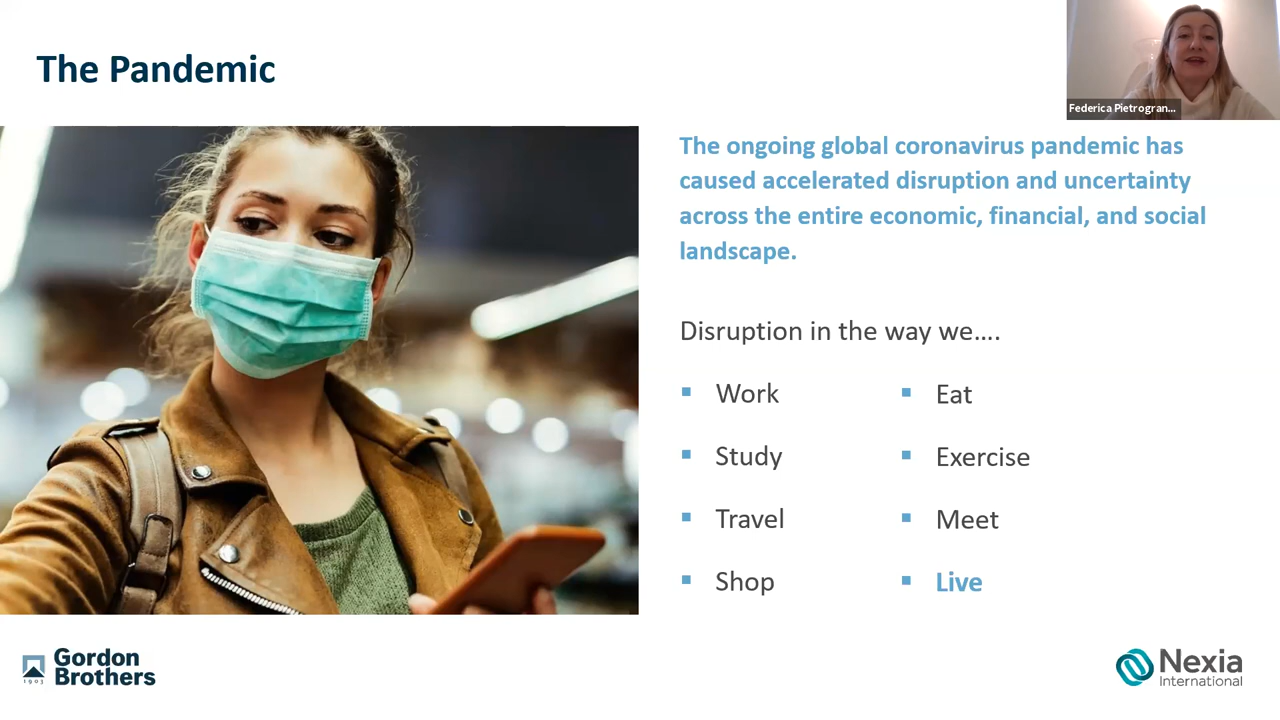 The Pandemic
Federica Pietrogran...
The ongoing global coronavirus pandemic has
caused accelerated disruption and uncertainty
across the entire economic, financial, and social
landscape.
Disruption in the way we....
Work
Study
Travel
Shop
Eat
Exercise
Meet
Live
Gordon
Brothers
1903
Nexia
International